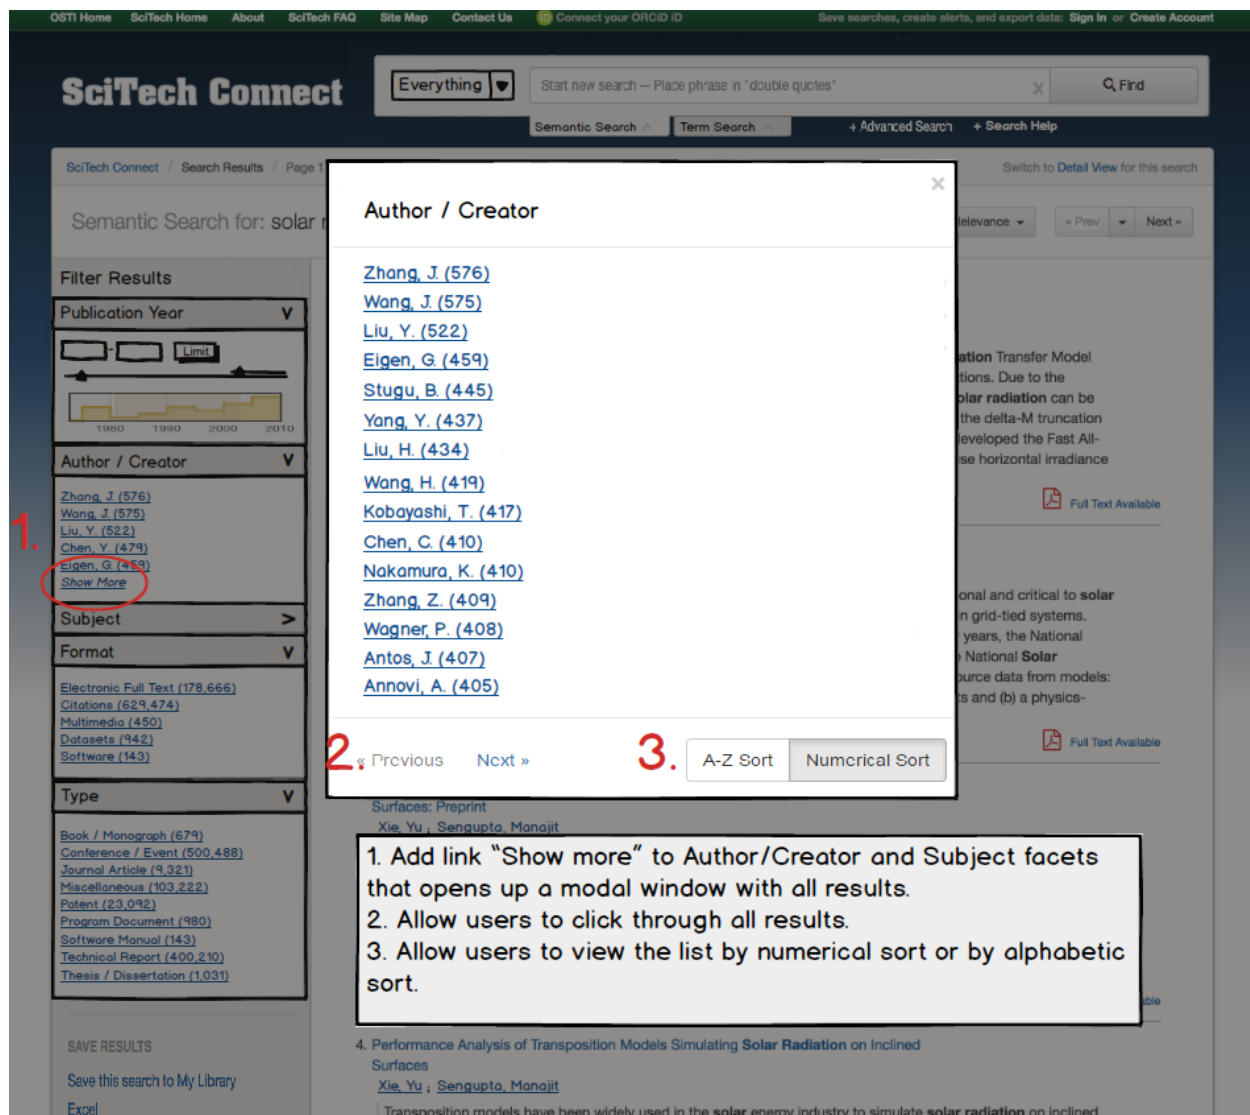 OSTI Home SciTech Home About SciTech FAQ Site Map Contact Us iD Connect your ORCiD iD Save searches, create alerts, and export data: Sign In or Create Account
SciTech Connect
Everything Start new search — Place phrase in "double quotes" × Find
Semantic Search Term Search + Advanced Search + Search Help
SciTech Connect / Search Results / Page 1 Switch to Detail View for this search
Semantic Search for: solar
Relevance « Prev Next »
Filter Results
Publication Year V
- Limit
1980 1990 2000 2010
Author / Creator V
Zhang, J. (576)
Wang, J. (575)
Liu, Y. (522)
Chen, Y. (479)
Eigen, G. (459)
Show More
1.
Subject >
Format V
Electronic Full Text (178,666)
Citations (629,474)
Multimedia (450)
Datasets (942)
Software (143)
Type V
Book / Monograph (679)
Conference / Event (500,488)
Journal Article (9,321)
Miscellaneous (103,222)
Patent (23,092)
Program Document (980)
Software Manual (143)
Technical Report (400,210)
Thesis / Dissertation (1,031)
SAVE RESULTS
Save this search to My Library
Excel
×
Author / Creator
Zhang, J. (576)
Wang, J. (575)
Liu, Y. (522)
Eigen, G. (459)
Stugu, B. (445)
Yang, Y. (437)
Liu, H. (434)
Wang, H. (419)
Kobayashi, T. (417)
Chen, C. (410)
Nakamura, K. (410)
Zhang, Z. (409)
Wagner, P. (408)
Antos, J. (407)
Annovi, A. (405)
2. « Previous Next » 3. A-Z Sort Numerical Sort
Transfer Model
tions. Due to the
solar radiation can be
the delta-M truncation
developed the Fast All-
horizontal irradiance
Full Text Available
onal and critical to solar
n grid-tied systems.
years, the National
National Solar
source data from models:
s and (b) a physics-
Full Text Available
Surfaces: Preprint
Xie, Yu ; Sengupta, Manajit
1. Add link "Show more" to Author/Creator and Subject facets
that opens up a modal window with all results.
2. Allow users to click through all results.
3. Allow users to view the list by numerical sort or by alphabetic
sort.
4. Performance Analysis of Transposition Models Simulating Solar Radiation on Inclined
Surfaces
Xie, Yu ; Sengupta, Manajit
Transposition models have been widely used in the solar energy industry to simulate solar radiation on inclined